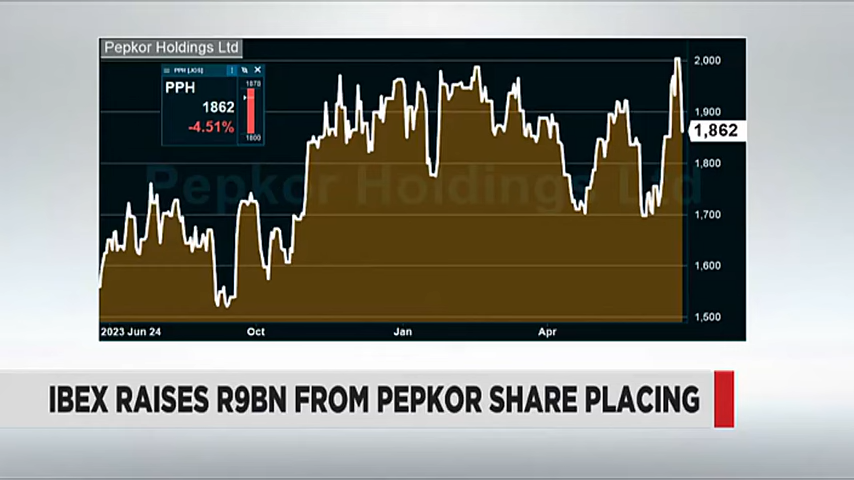 Pepkor Holdings Ltd
PPH [JOS]
PPH
1878
1862
-4.51%
1800
Pepkor Holdings Ltd
2,000
1,900
1,862
1,800
1,700
1,600
1,500
2023 Jun 24
Oct
Jan
Apr
IBEX RAISES R9BN FROM PEPKOR SHARE PLACING